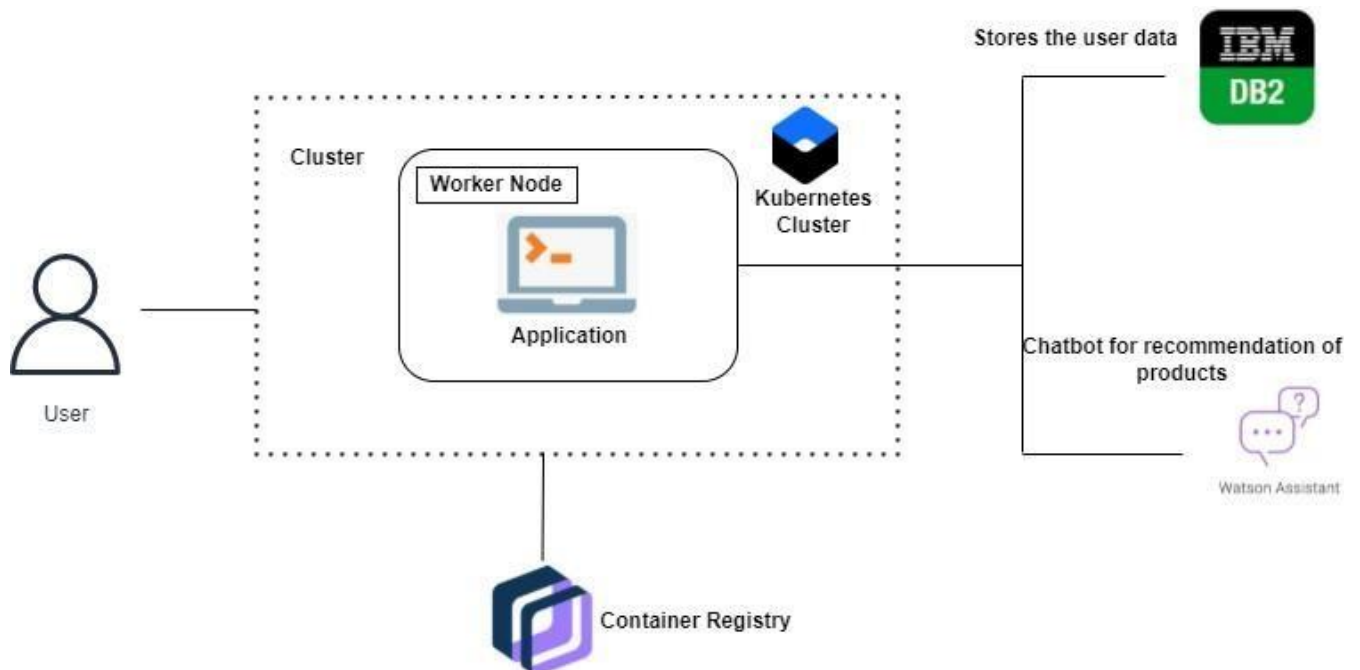 Stores the user data
IBM
DB2
Cluster
Worker Node
Kubernetes
Cluster
Application
User
Chatbot for recommendation of
products
?
Watson Assistant
Container Registry